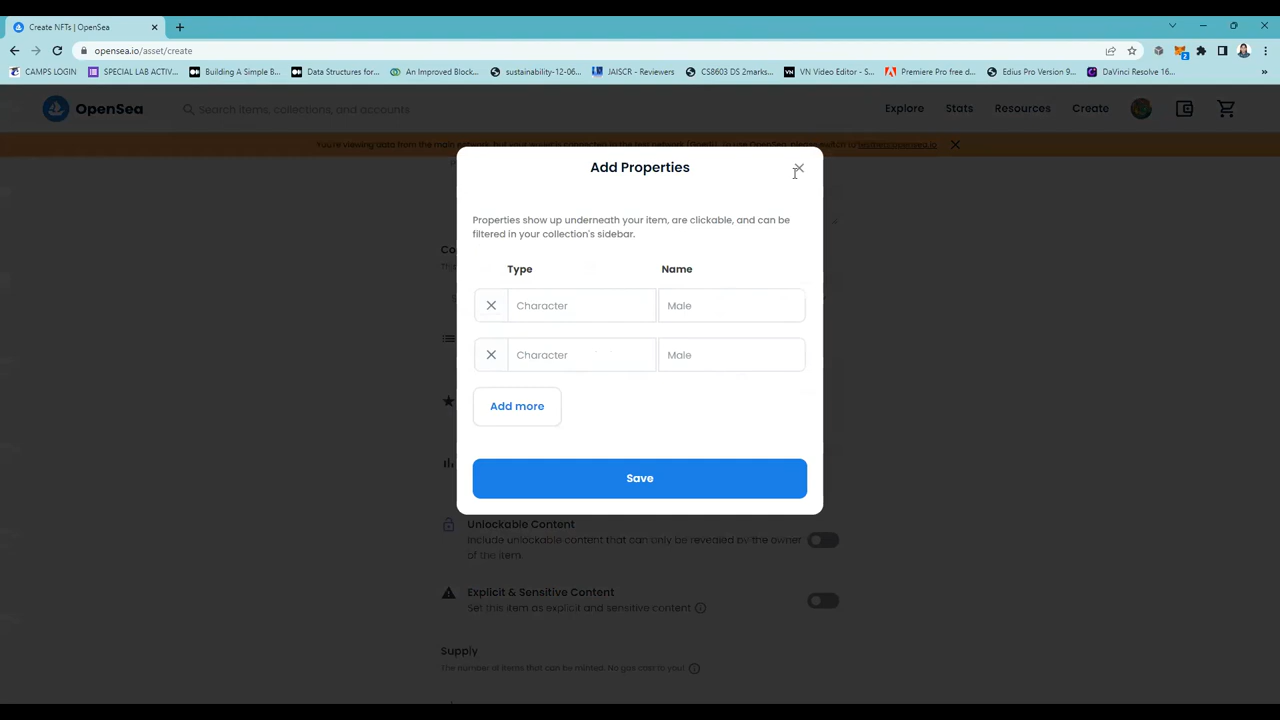 Create NFTs | OpenSea
opensea.io/asset/create
2
CAMPS LOGIN
SPECIAL LAB ACTIV...
Building A Simple B...
Data Structures for...
An Improved Block...
sustainability-12-06...
JAISCR - Reviewers
CS8603 DS 2marks...
VN Video Editor - S...
Premiere Pro free d...
Edius Pro Version 9...
DaVinci Resolve 16...
OpenSea
Search items, collections, and accounts
Explore
Stats
Resources
Create
You're viewing data from the main network, but your wallet is connected to the test network (Goerli). To use OpenSea, please switch to testnets.opensea.io
Add Properties
Properties show up underneath your item, are clickable, and can be
filtered in your collection's sidebar.
Type
Name
Character
Male
Character
Male
Add more
Save
Unlockable Content
Include unlockable content that can only be revealed by the owner
of the item.
Explicit & Sensitive Content
Set this item as explicit and sensitive content
Supply
The number of items that can be minted. No gas cost to you!